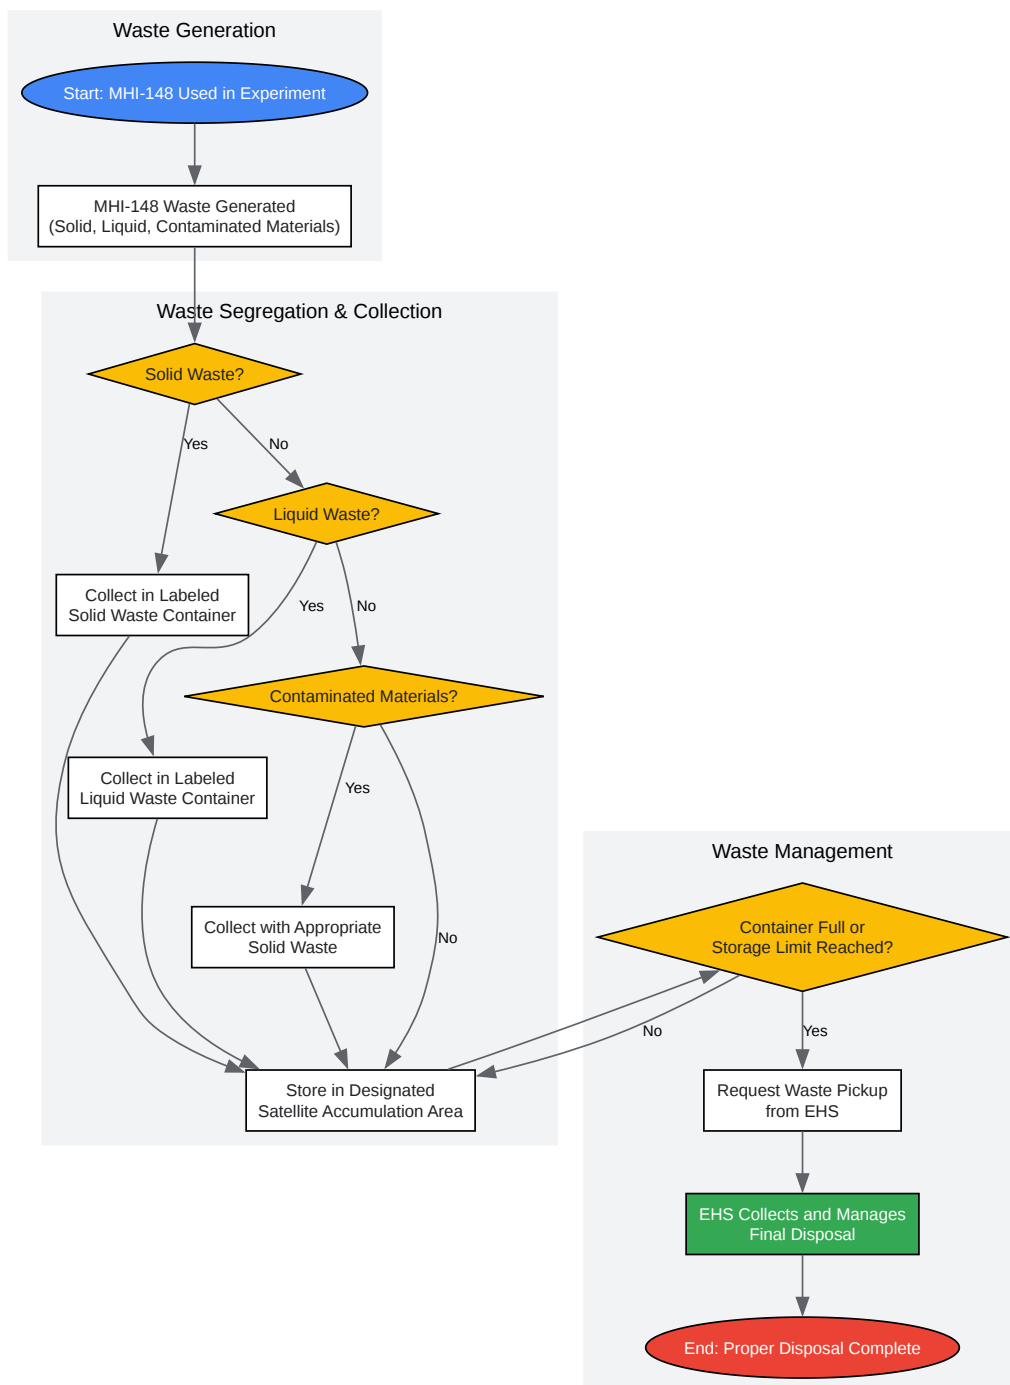 Waste Generation
Start: MHI-148 Used in Experiment
MHI-148 Waste Generated
(Solid, Liquid, Contaminated Materials)
Waste Segregation & Collection
Solid Waste?
Yes
No
Liquid Waste?
Collect in Labeled
Solid Waste Container
Yes
No
Contaminated Materials?
Collect in Labeled
Liquid Waste Container
Yes
Collect with Appropriate
Solid Waste
No
Store in Designated
Satellite Accumulation Area
Waste Management
Container Full or
Storage Limit Reached?
No
Yes
Request Waste Pickup
from EHS
EHS Collects and Manages
Final Disposal
End: Proper Disposal Complete